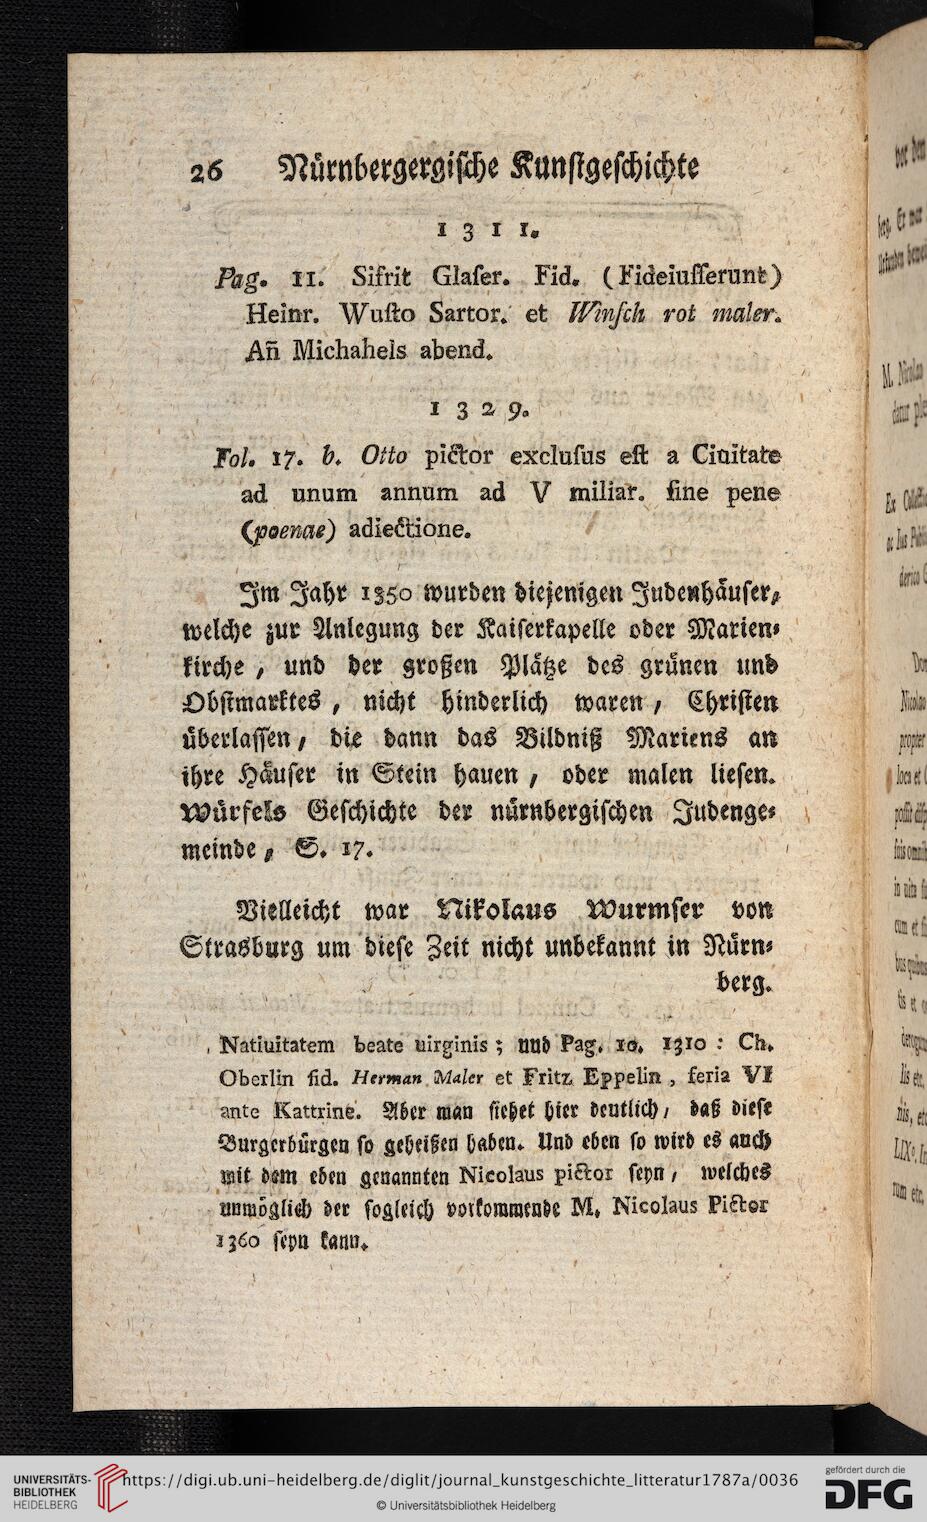 26 Nürnbergergische Kunstgeschichte
1311.
Pag. 11. Sifrit Glaſer. Fid. (Fideiuſſerunt)
Heinr. Wuſto Sartor. et Winſch rot maler.
Añ Michahels abend.
1329.
Fol. 17. b. Otto pictor excluſus eſt a Ciuitate
ad unum annum ad V miliar. ſine pene
(poenae) adiectione.
Im Jahr 1350 wurden diejenigen Judenhäuſer,
welche zur Anlegung der Kaiſerkapelle oder Marien-
kirche, und der großen Plätze des grünen und
Obſtmarktes, nicht hinderlich waren, Chriſten
überlaſſen, die dann das Bildniß Mariens an
ihre Häuſer in Stein hauen, oder malen lieſen.
Würfels Geſchichte der nürnbergiſchen Judenge-
meinde, S. 17.
Vielleicht war Nikolaus Wurmſer von
Strasburg um dieſe Zeit nicht unbekannt in Nürn-
berg.
Natiuitatem beate uirginis; und Pag. 10. 1310: Ch.
Oberlin fid. Herman Maler et Fritz Eppelin, feria VI
ante Kattrine. Aber man ſiehet hier deutlich, daß dieſe
Burgerbürgen ſo geheißen haben. Und eben ſo wird es auch
mit dem eben genannten Nicolaus pictor ſeyn, welches
unmöglich der ſogleich vorkommende M. Nicolaus Pictor
1360 ſeyn kann.
UNIVERSITÄTS-
BIBLIOTHEK
HEIDELBERG
https://digi.ub.uni-heidelberg.de/diglit/journal_kunstgeschichte_litteratur1787a/0036
© Universitätsbibliothek Heidelberg
gefördert durch die
DFG